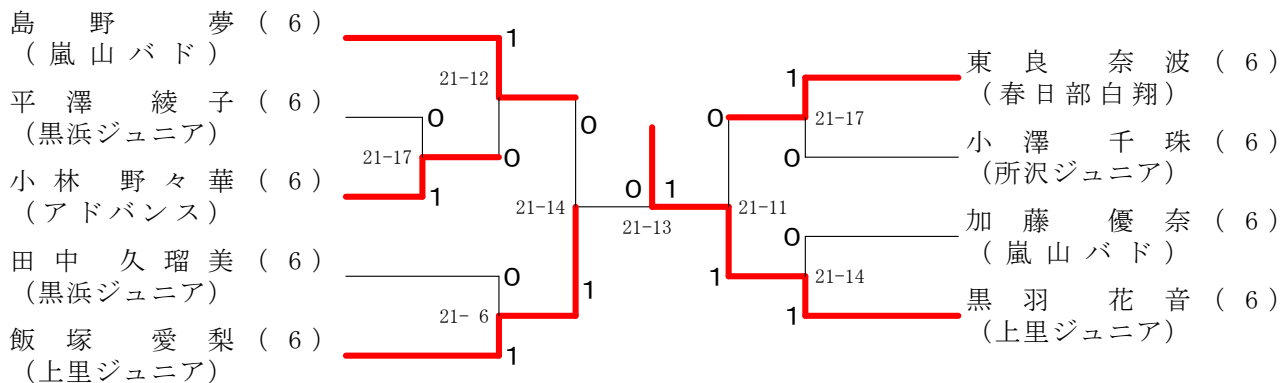 島野 夢（６）
（嵐山バド）
平澤 綾子（６）
（黒浜ジュニア）
小林 野々華（６）
（アドバンス）
田中 久瑠美（６）
（黒浜ジュニア）
飯塚 愛梨（６）
（上里ジュニア）
1
21-12
0
21-17
0
1
0
21-14
0
1
21- 6
1
0
1
21-13
0
21-11
1
1
21-17
0
0
21-14
1
東良 奈波（６）
（春日部白翔）
小澤 千珠（６）
（所沢ジュニア）
加藤 優奈（６）
（嵐山バド）
黒羽 花音（６）
（上里ジュニア）